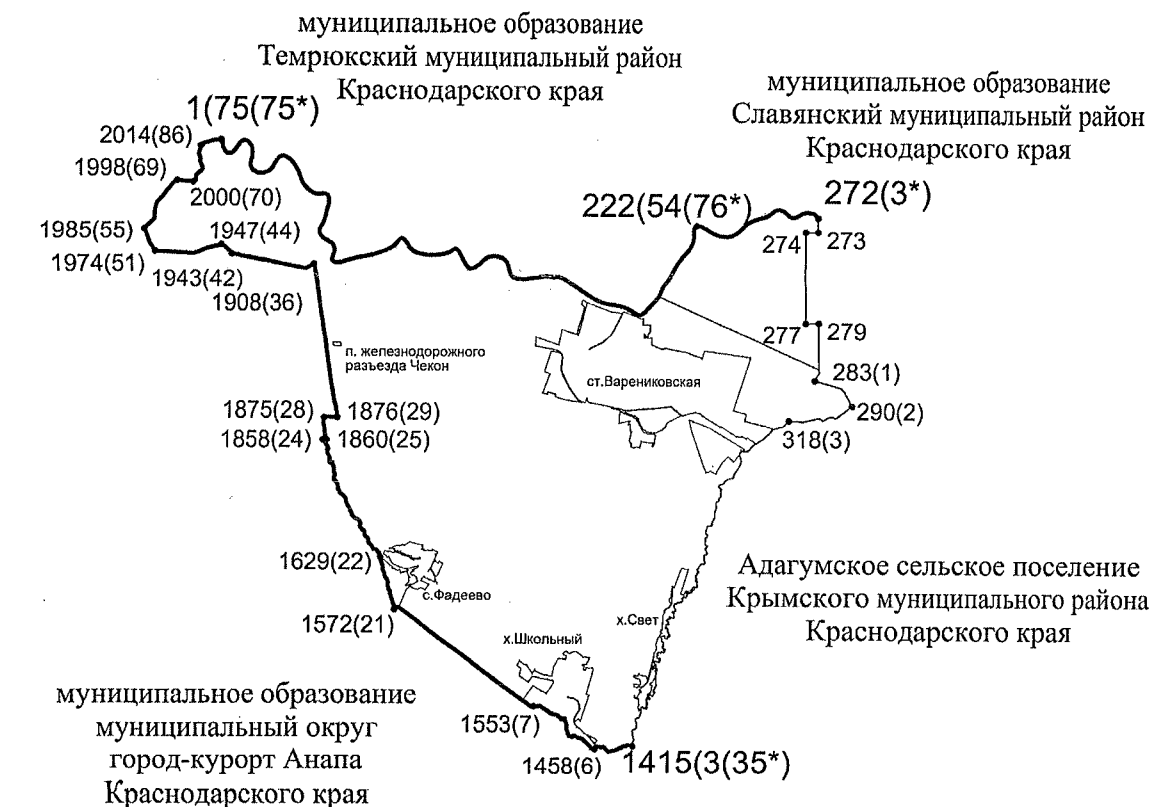 муниципальное образование
Темрюкский муниципальный район
Краснодарского края
муниципальное образование
Славянский муниципальный район
Краснодарского края
1(75(75*)
2014(86)
1998(69)
2000(70)
1985(55)
1947(44)
1974(51)
1943(42)
1908(36)
222(54(76*)
272(3*)
274
273
277
279
283(1)
290(2)
318(3)
п. железнодорожного
разъезда Чекон
ст.Варениковская
1875(28)
1876(29)
1858(24)
1860(25)
1629(22)
с.Фадеево
1572(21)
х.Свет
х.Школьный
Адагумское сельское поселение
Крымского муниципального района
Краснодарского края
1553(7)
1458(6)
1415(3(35*)
муниципальное образование
муниципальный округ
город-курорт Анапа
Краснодарского края